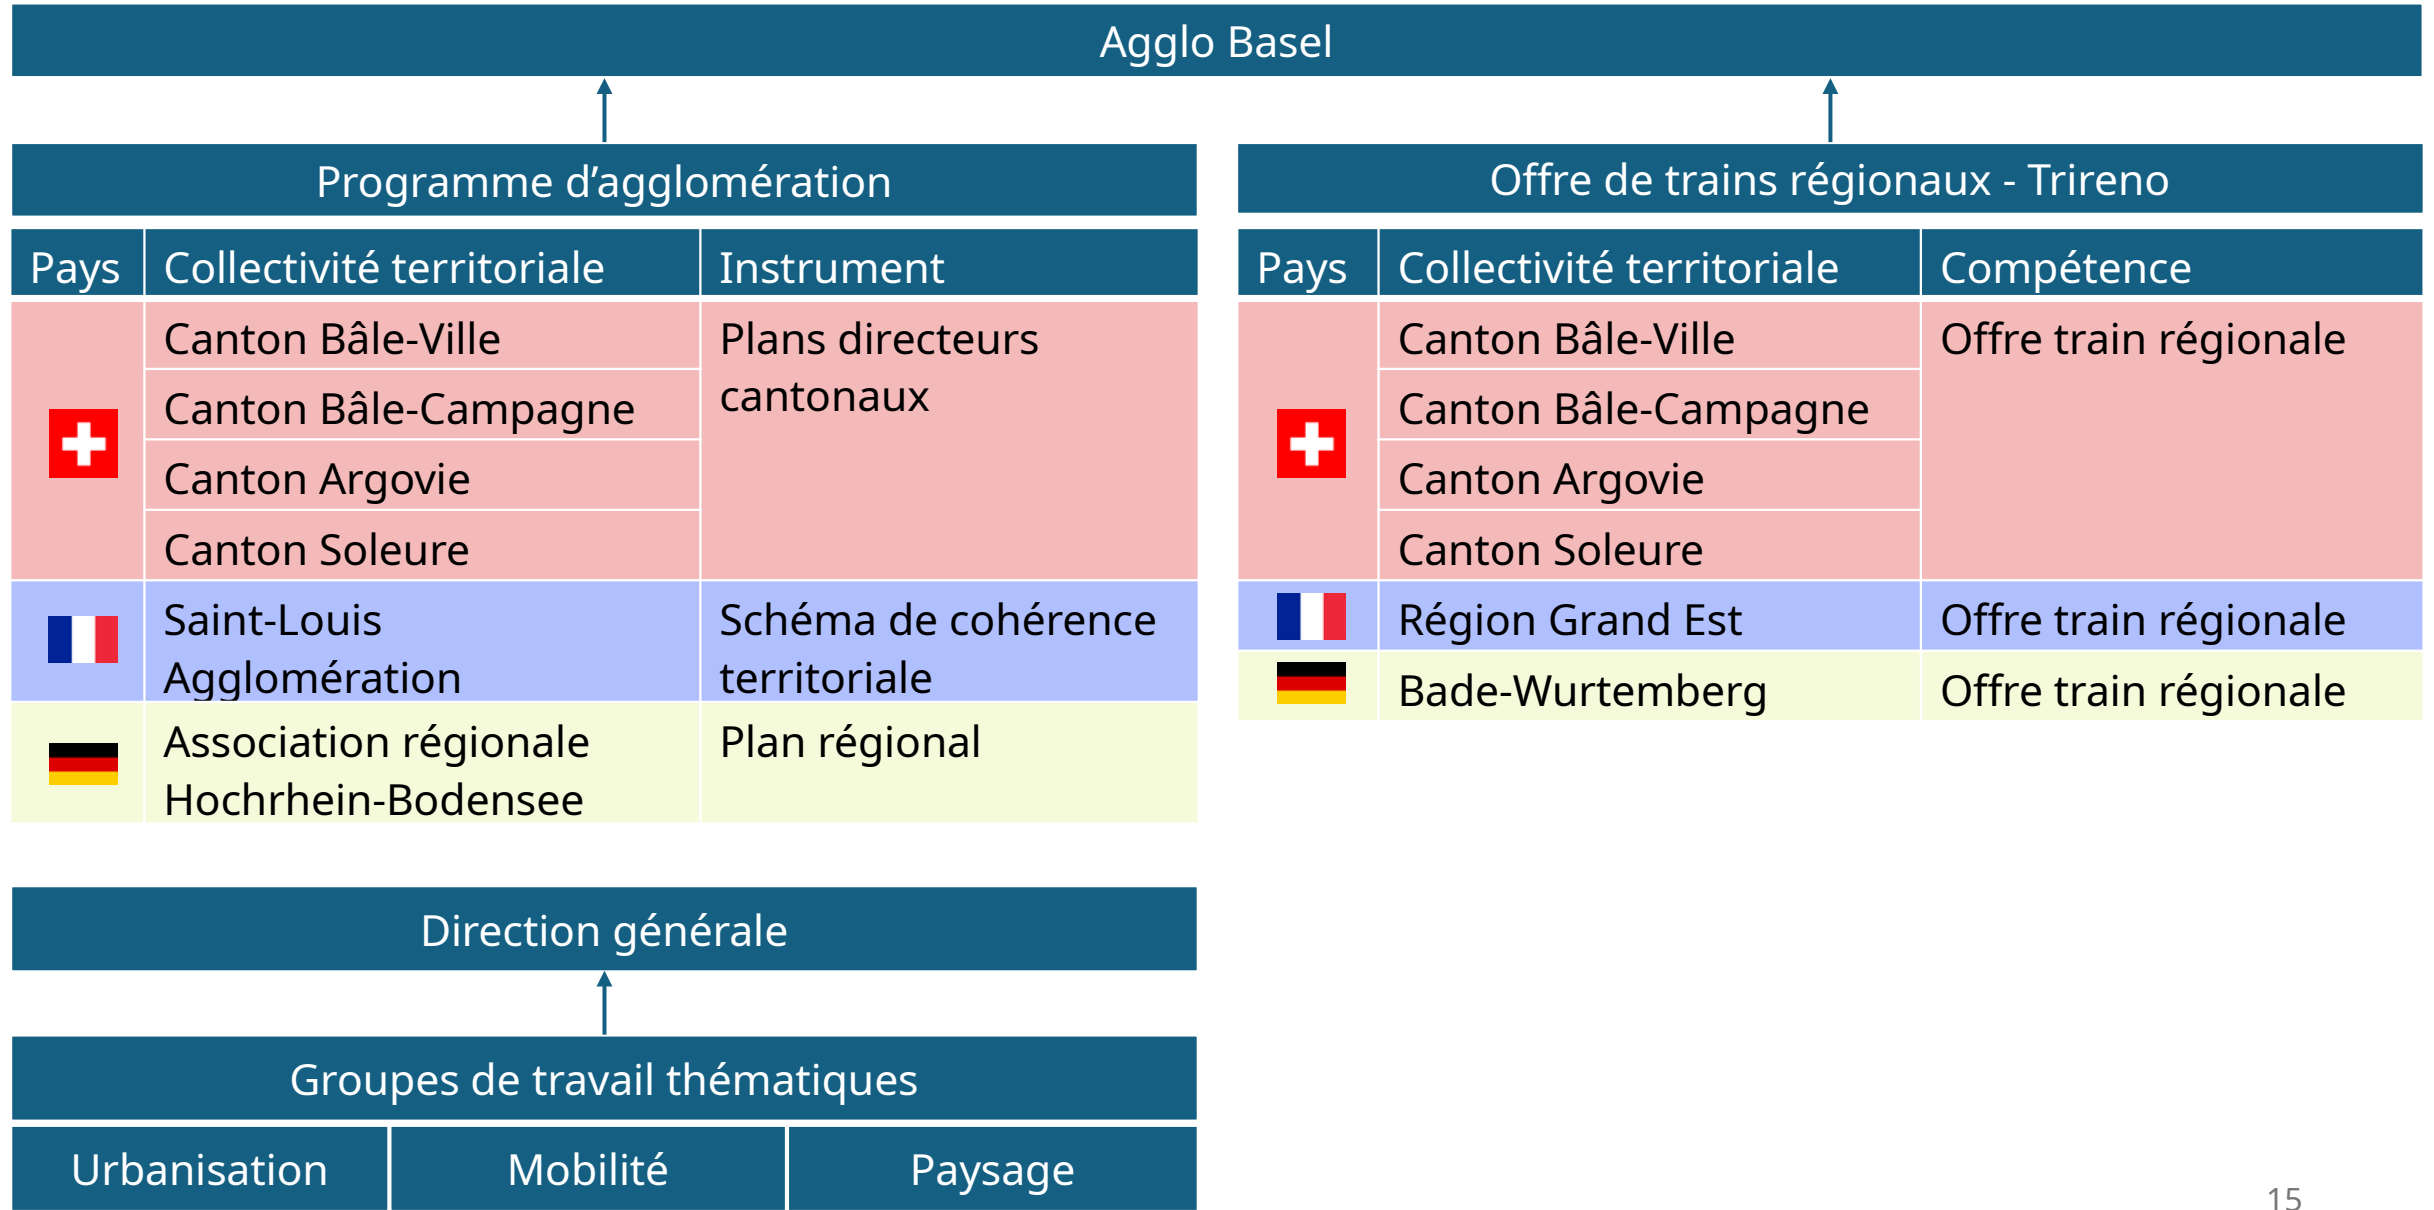 Agglo Basel
Programme d’agglomération
Pays Collectivité territoriale Instrument
Canton Bâle-Ville Plans directeurs
cantonaux
Canton Bâle-Campagne
Canton Argovie
Canton Soleure
Saint-Louis Schéma de cohérence
Agglomération territoriale
Association régionale Plan régional
Hochrhein-Bodensee
Offre de trains régionaux - Trireno
Pays Collectivité territoriale Compétence
Canton Bâle-Ville Offre train régionale
Canton Bâle-Campagne
Canton Argovie
Canton Soleure
Région Grand Est Offre train régionale
Bade-Wurtemberg Offre train régionale
Direction générale
Groupes de travail thématiques
Urbanisation Mobilité Paysage
15